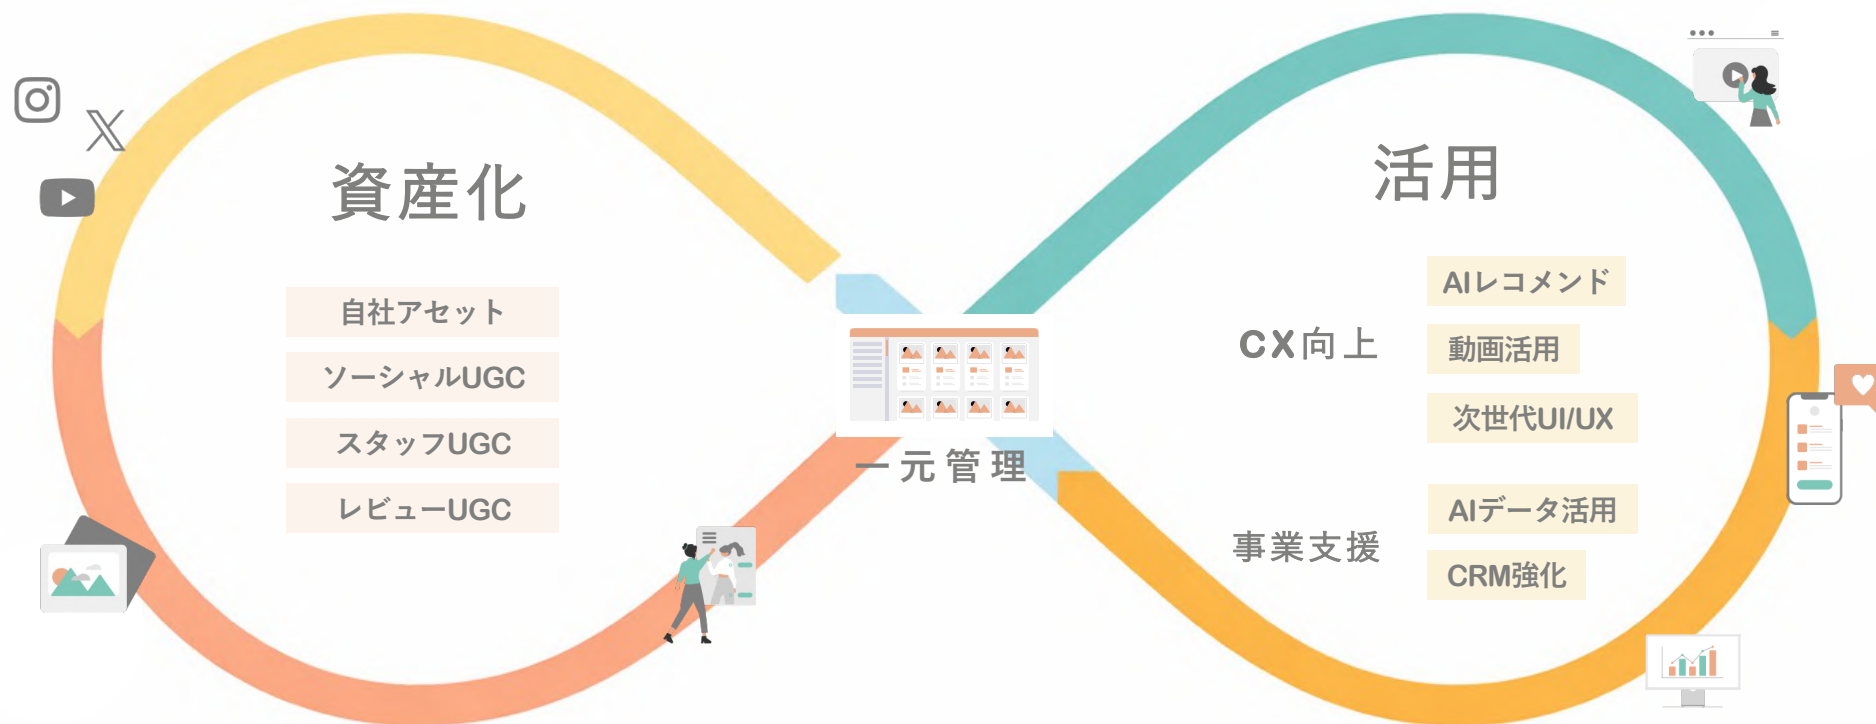 資産化
自社アセット
ソーシャルUGC
スタッフUGC
レビューUGC
一元管理
活用
CX向上
AIレコメンド
動画活用
次世代UI/UX
事業支援
AIデータ活用
CRM強化